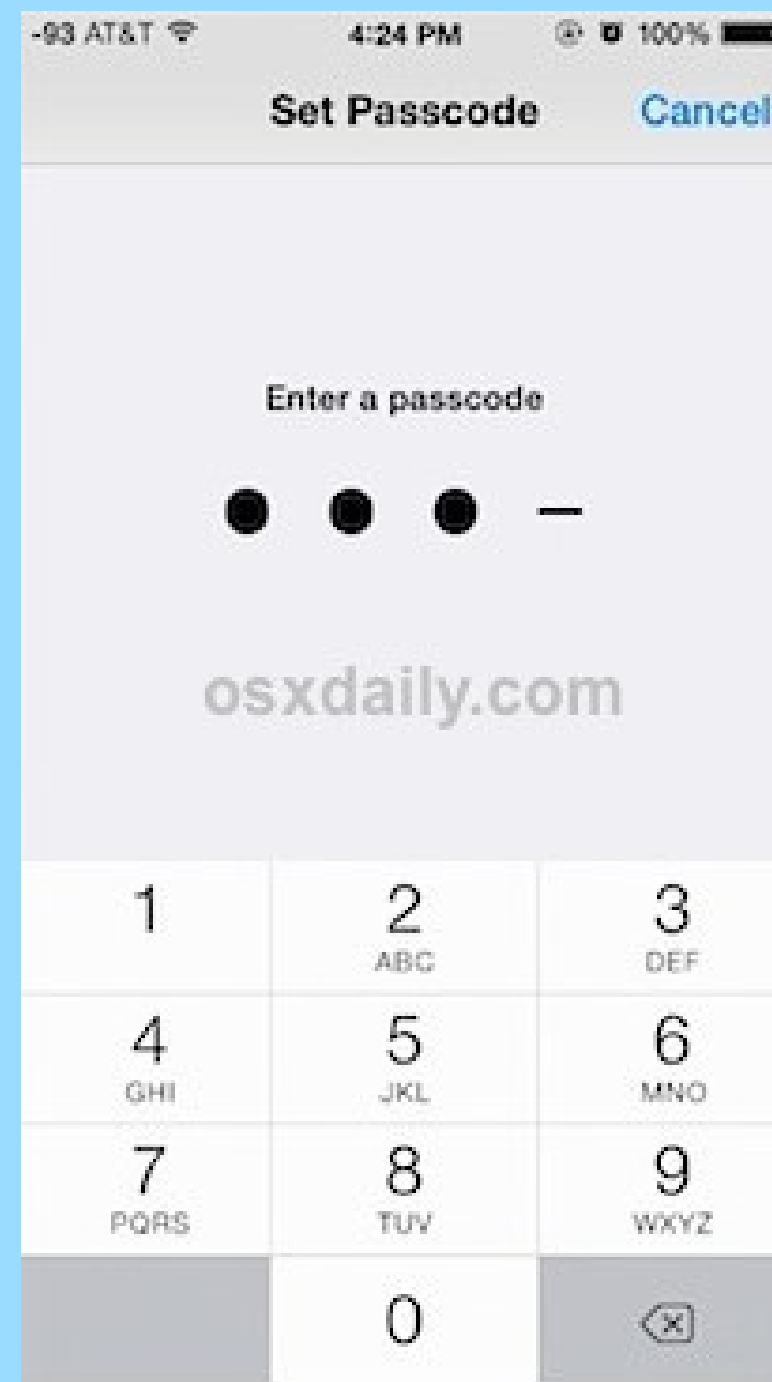 -93 AT&T 4:24 PM 100%
Set Passcode Cancel
Enter a passcode
osxdaily.com
1 2 3
ABC DEF
4 5 6
GHI JKL MNO
7 8 9
PQRS TUV WXYZ
0